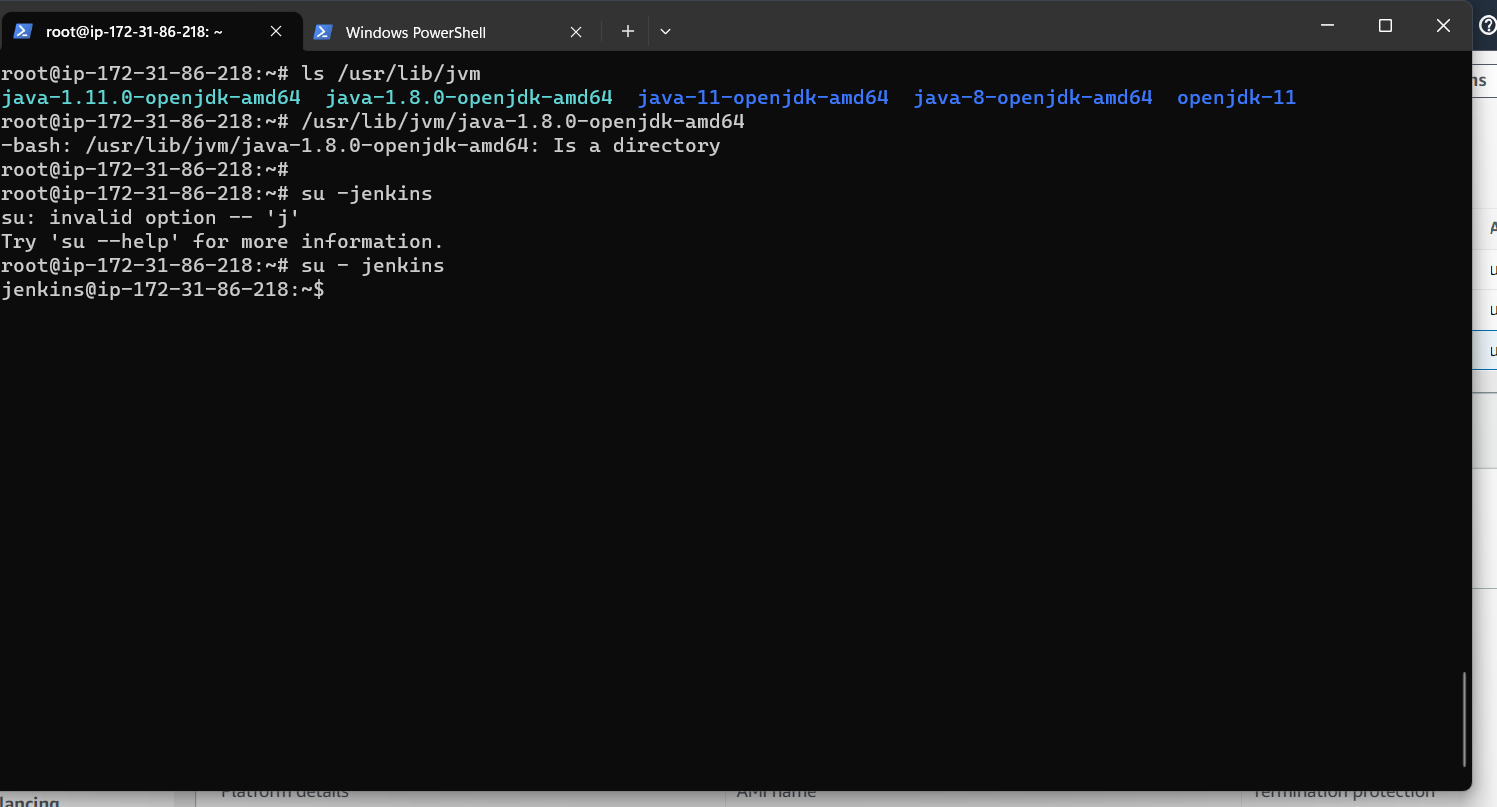 root@ip-172-31-86-218: ~
Windows PowerShell
root@ip-172-31-86-218:~# ls /usr/lib/jvm
java-1.11.0-openjdk-amd64  java-1.8.0-openjdk-amd64  java-11-openjdk-amd64  java-8-openjdk-amd64  openjdk-11
root@ip-172-31-86-218:~# /usr/lib/jvm/java-1.8.0-openjdk-amd64
-bash: /usr/lib/jvm/java-1.8.0-openjdk-amd64: Is a directory
root@ip-172-31-86-218:~#
root@ip-172-31-86-218:~# su -jenkins
su: invalid option -- 'j'
Try 'su --help' for more information.
root@ip-172-31-86-218:~# su - jenkins
jenkins@ip-172-31-86-218:~$
Platform details
AMI name
Termination protection